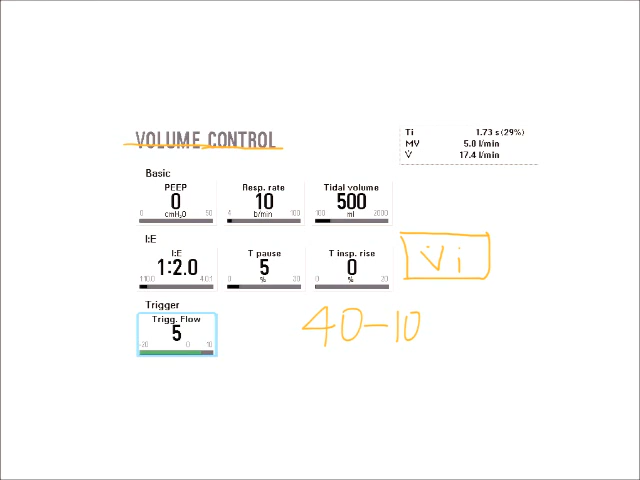 VOLUME CONTROL
Ti 1.73 s (29%)
MV 5.0 l/min
V̇ 17.4 l/min
Basic
PEEP Resp. rate Tidal volume
0 10 500
0 cmH₂O 50 4 b/min 100 100 ml 2000
I:E
I:E T pause T insp. rise
1:2.0 5 0
1:10.0 4.0:1 0 % 30 0 % 20
V̇i
Trigger
Trigg. Flow
5
-20 0 10
40-10